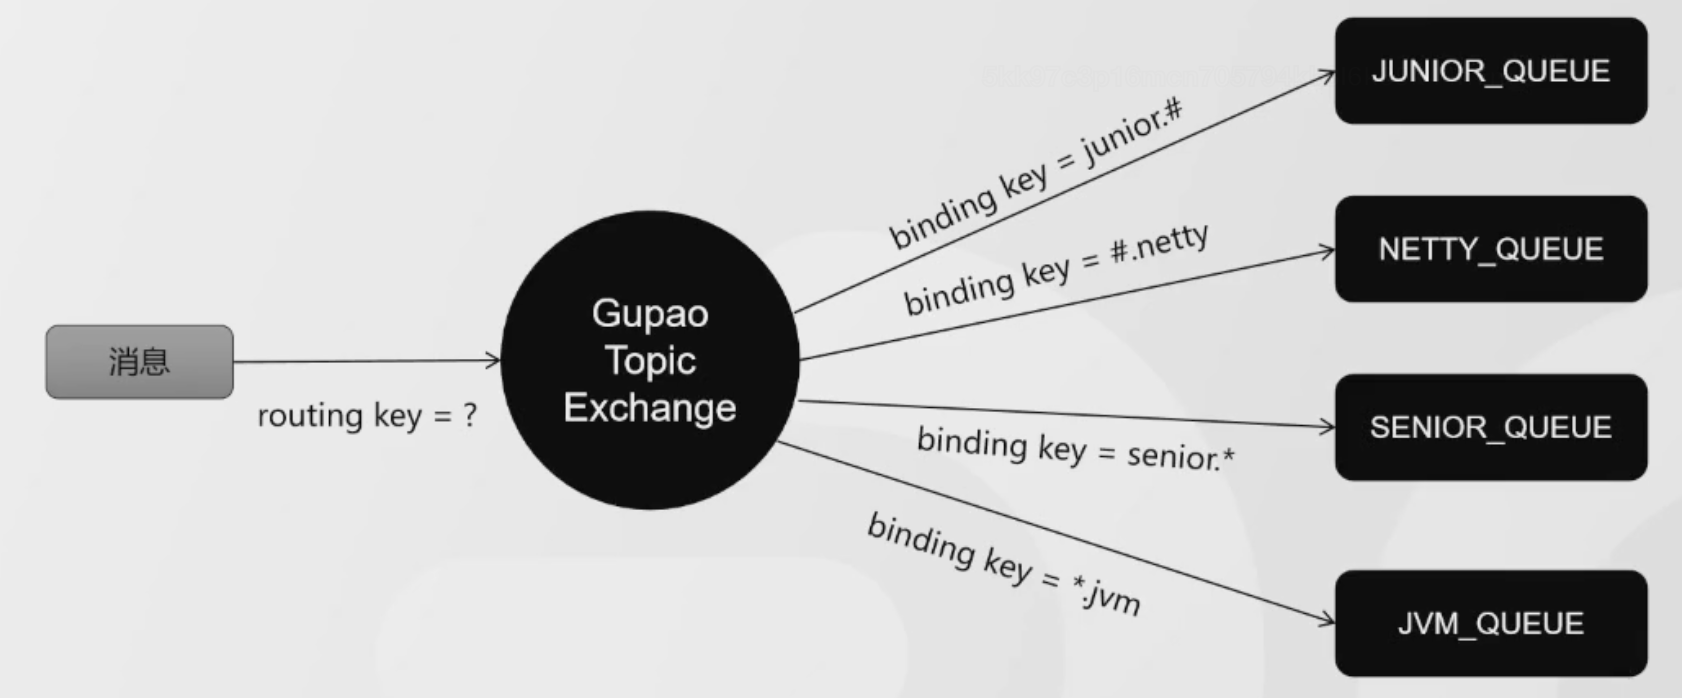 JUNIOR_QUEUE
binding key = junior.#
NETTY_QUEUE
binding key = #.netty
Gupao
Topic
Exchange
消息
routing key = ?
SENIOR_QUEUE
binding key = senior.*
binding key = *.jvm
JVM_QUEUE